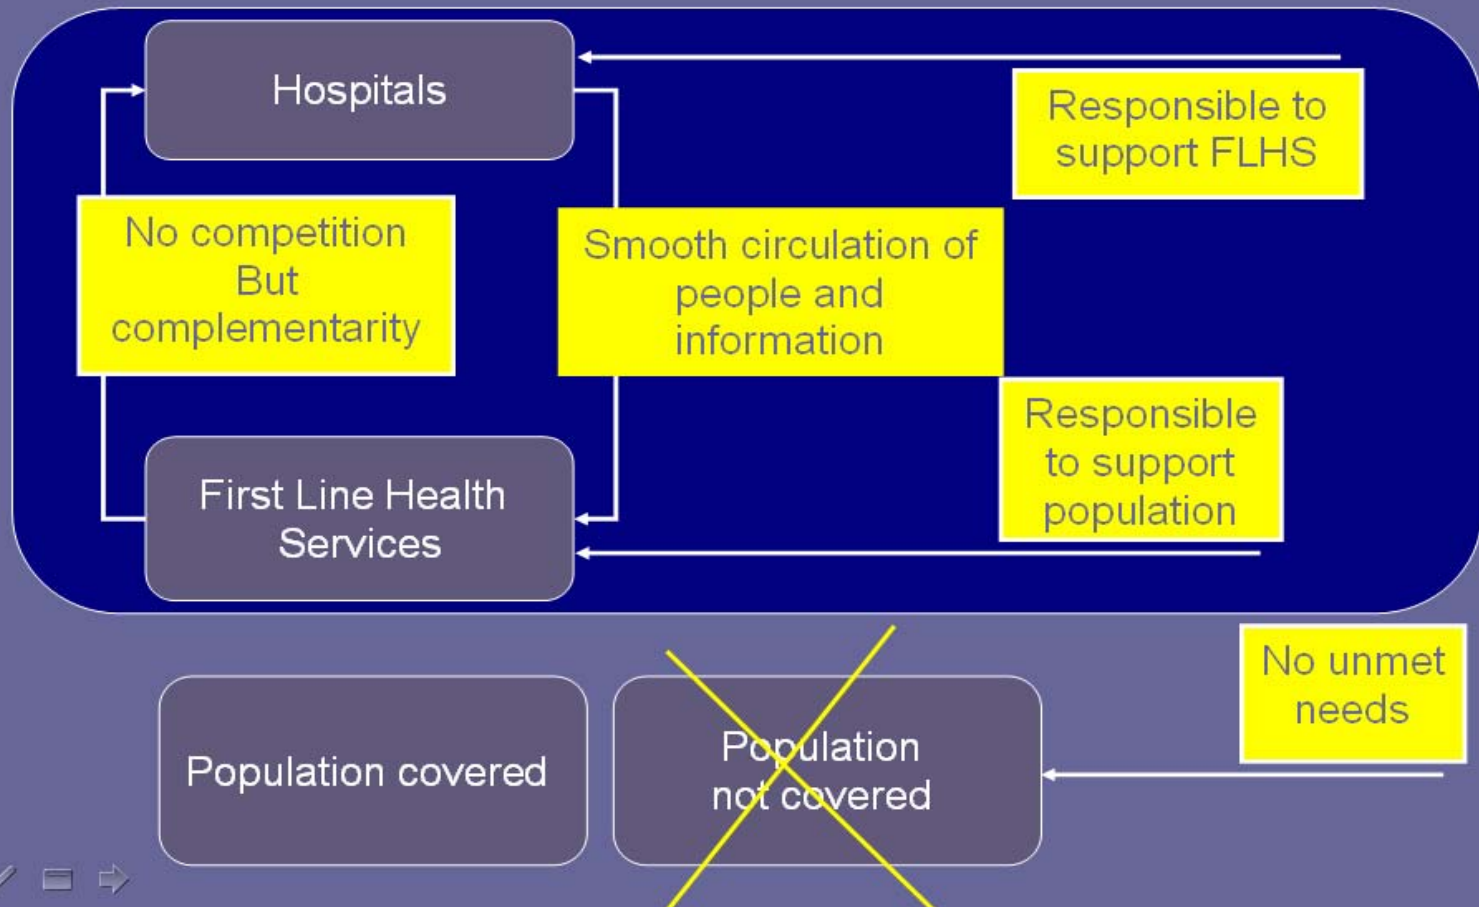 Hospitals
Responsible to
support FLHS
No competition
But
complementarity
Smooth circulation of
people and
information
Responsible
to support
population
First Line Health
Services
No unmet
needs
Population covered
Population
not covered